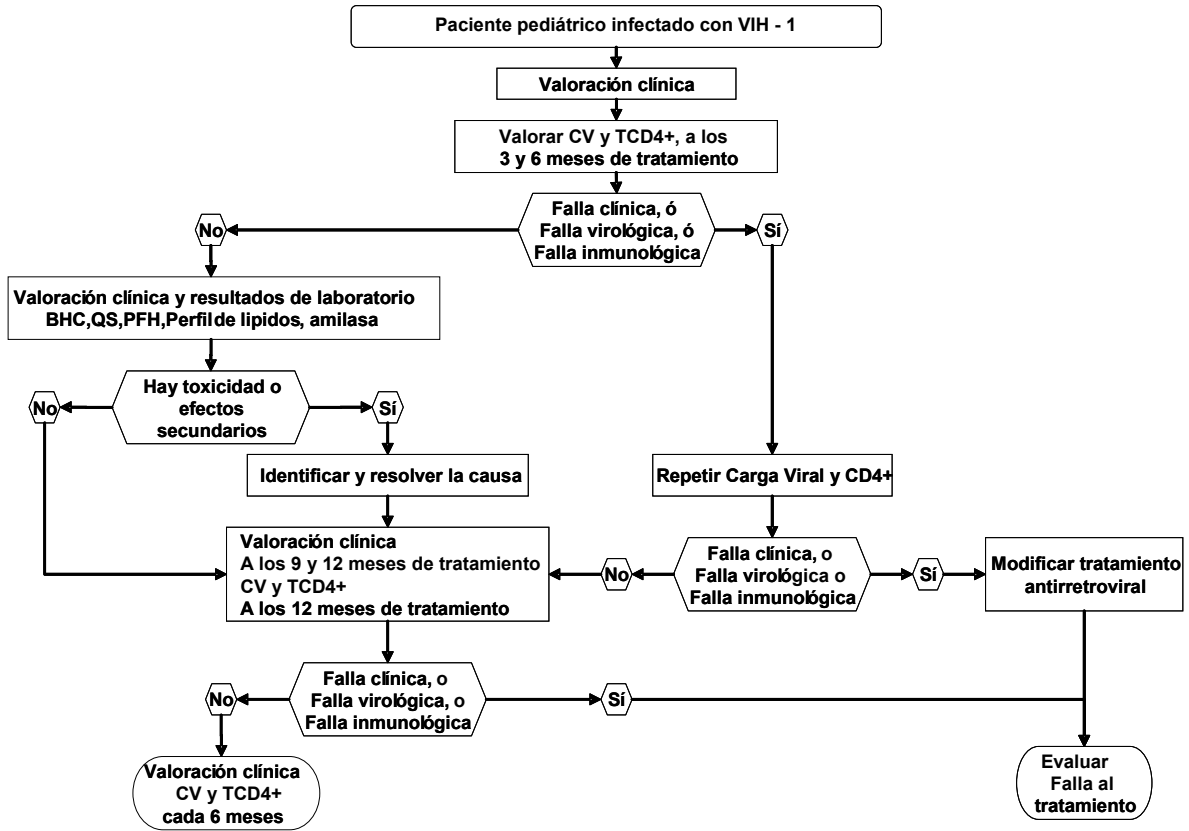 Paciente pediátrico infectado con VIH - 1
Valoración clínica
Valorar CV y TCD4+, a los
3 y 6 meses de tratamiento
Falla clínica, ó
Falla virológica, ó
Falla inmunológica
No
Sí
Valoración clínica y resultados de laboratorio
BHC,QS,PFH,Perfil de lipidos, amilasa
Hay toxicidad o
efectos
secundarios
No
Sí
Identificar y resolver la causa
Repetir Carga Viral y CD4+
Valoración clínica
A los 9 y 12 meses de tratamiento
CV y TCD4+
A los 12 meses de tratamiento
No
Falla clínica, o
Falla virológica o
Falla inmunológica
Sí
Modificar tratamiento
antirretroviral
Falla clínica, o
Falla virológica, o
Falla inmunológica
No
Sí
Valoración clínica
CV y TCD4+
cada 6 meses
Evaluar
Falla al
tratamiento